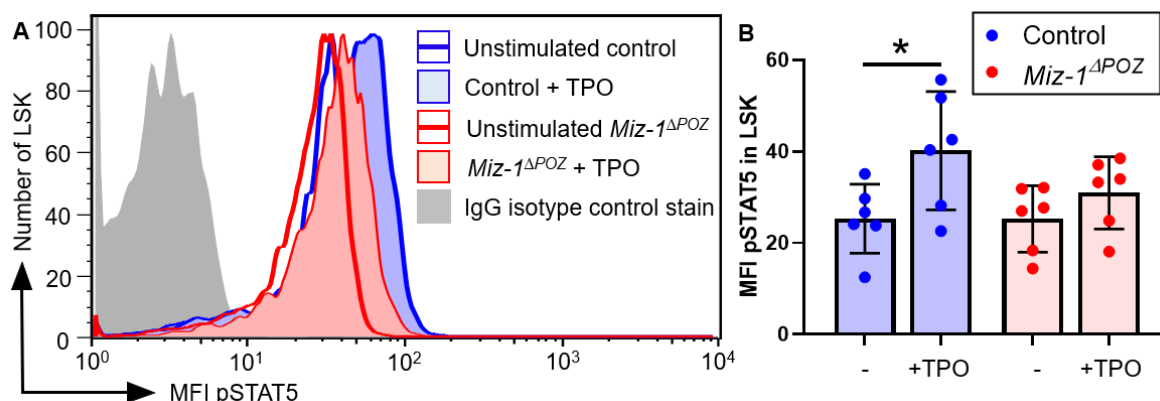 A
Number of LSK
100
80
60
40
20
0
10⁰
10¹
10²
10³
10⁴
MFI pSTAT5
Unstimulated control
Control + TPO
Unstimulated Miz-1ΔPOZ
Miz-1ΔPOZ + TPO
IgG isotype control stain
B
Control
Miz-1ΔPOZ
MFI pSTAT5 in LSK
60
40
20
0
*
-
+TPO
-
+TPO